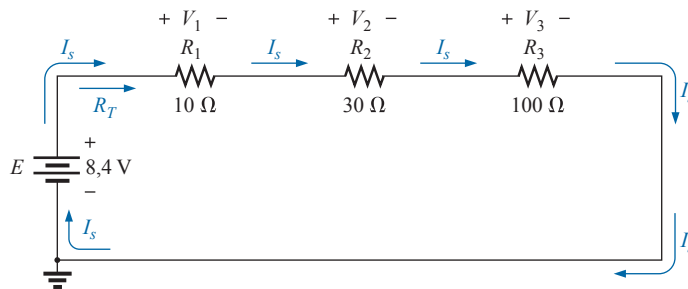 + V1 − + V2 − + V3 −
Is R1 Is R2 Is R3
RT 10 Ω 30 Ω 100 Ω
+
E 8,4 V
−
Is